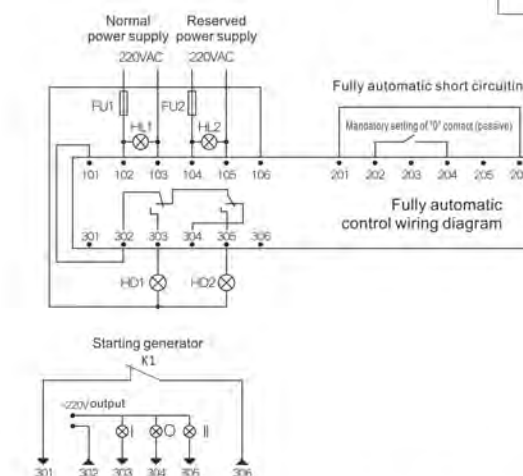 Normal Reserved
power supply power supply
220VAC 220VAC
FU1 FU2
HL1 HL2
Fully automatic short circuitin
Mandatory setting of "0" contact (passive)
101 102 103 104 105 106 201 202 203 204 205 20
Fully automatic
control wiring diagram
301 302 303 304 305 306
HD1 HD2
Starting generator
K1
~220V output
I O II
301 302 303 304 305 306